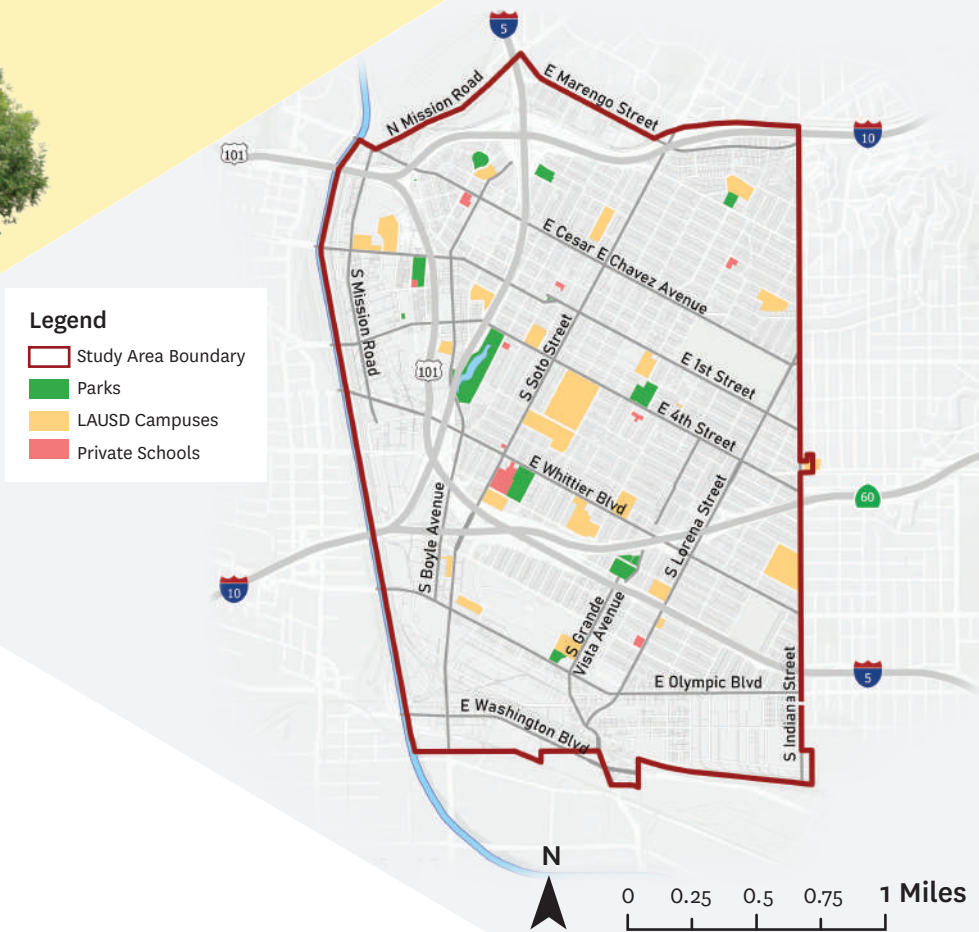 5
E Marengo Street
N Mission Road
10
101
E Cesar E Chavez Avenue
S Mission Road
Legend
Study Area Boundary
Parks
LAUSD Campuses
Private Schools
S Soto Street
E 1st Street
101
E 4th Street
E Whittier Blvd
60
S Boyle Avenue
S Lorena Street
10
S Grande
Vista Avenue
S Indiana Street
5
E Olympic Blvd
E Washington Blvd
N
0 0.25 0.5 0.75 1 Miles